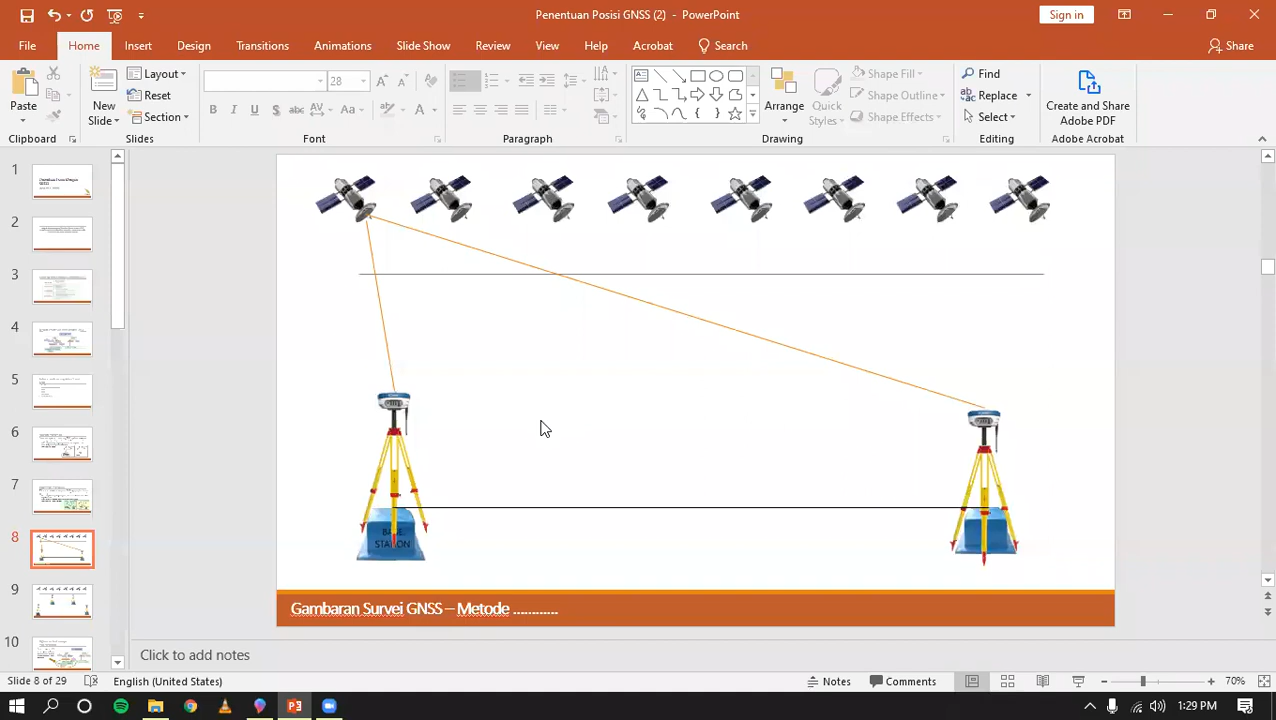 Penentuan Posisi GNSS (2) - PowerPoint
Sign in
File Home Insert Design Transitions Animations Slide Show Review View Help Acrobat Search Share
Paste
New Slide
Layout
Reset
Section
28
Arrange
Quick Styles
Shape Fill
Shape Outline
Shape Effects
Find
Replace
Select
Create and Share Adobe PDF
Clipboard Slides Font Paragraph Drawing Editing Adobe Acrobat
1
2
3
4
5
6
7
8
9
10
BASE
STATION
Gambaran Survei GNSS – Metode ............
Click to add notes
Slide 8 of 29 English (United States) Notes Comments 70%
1:29 PM